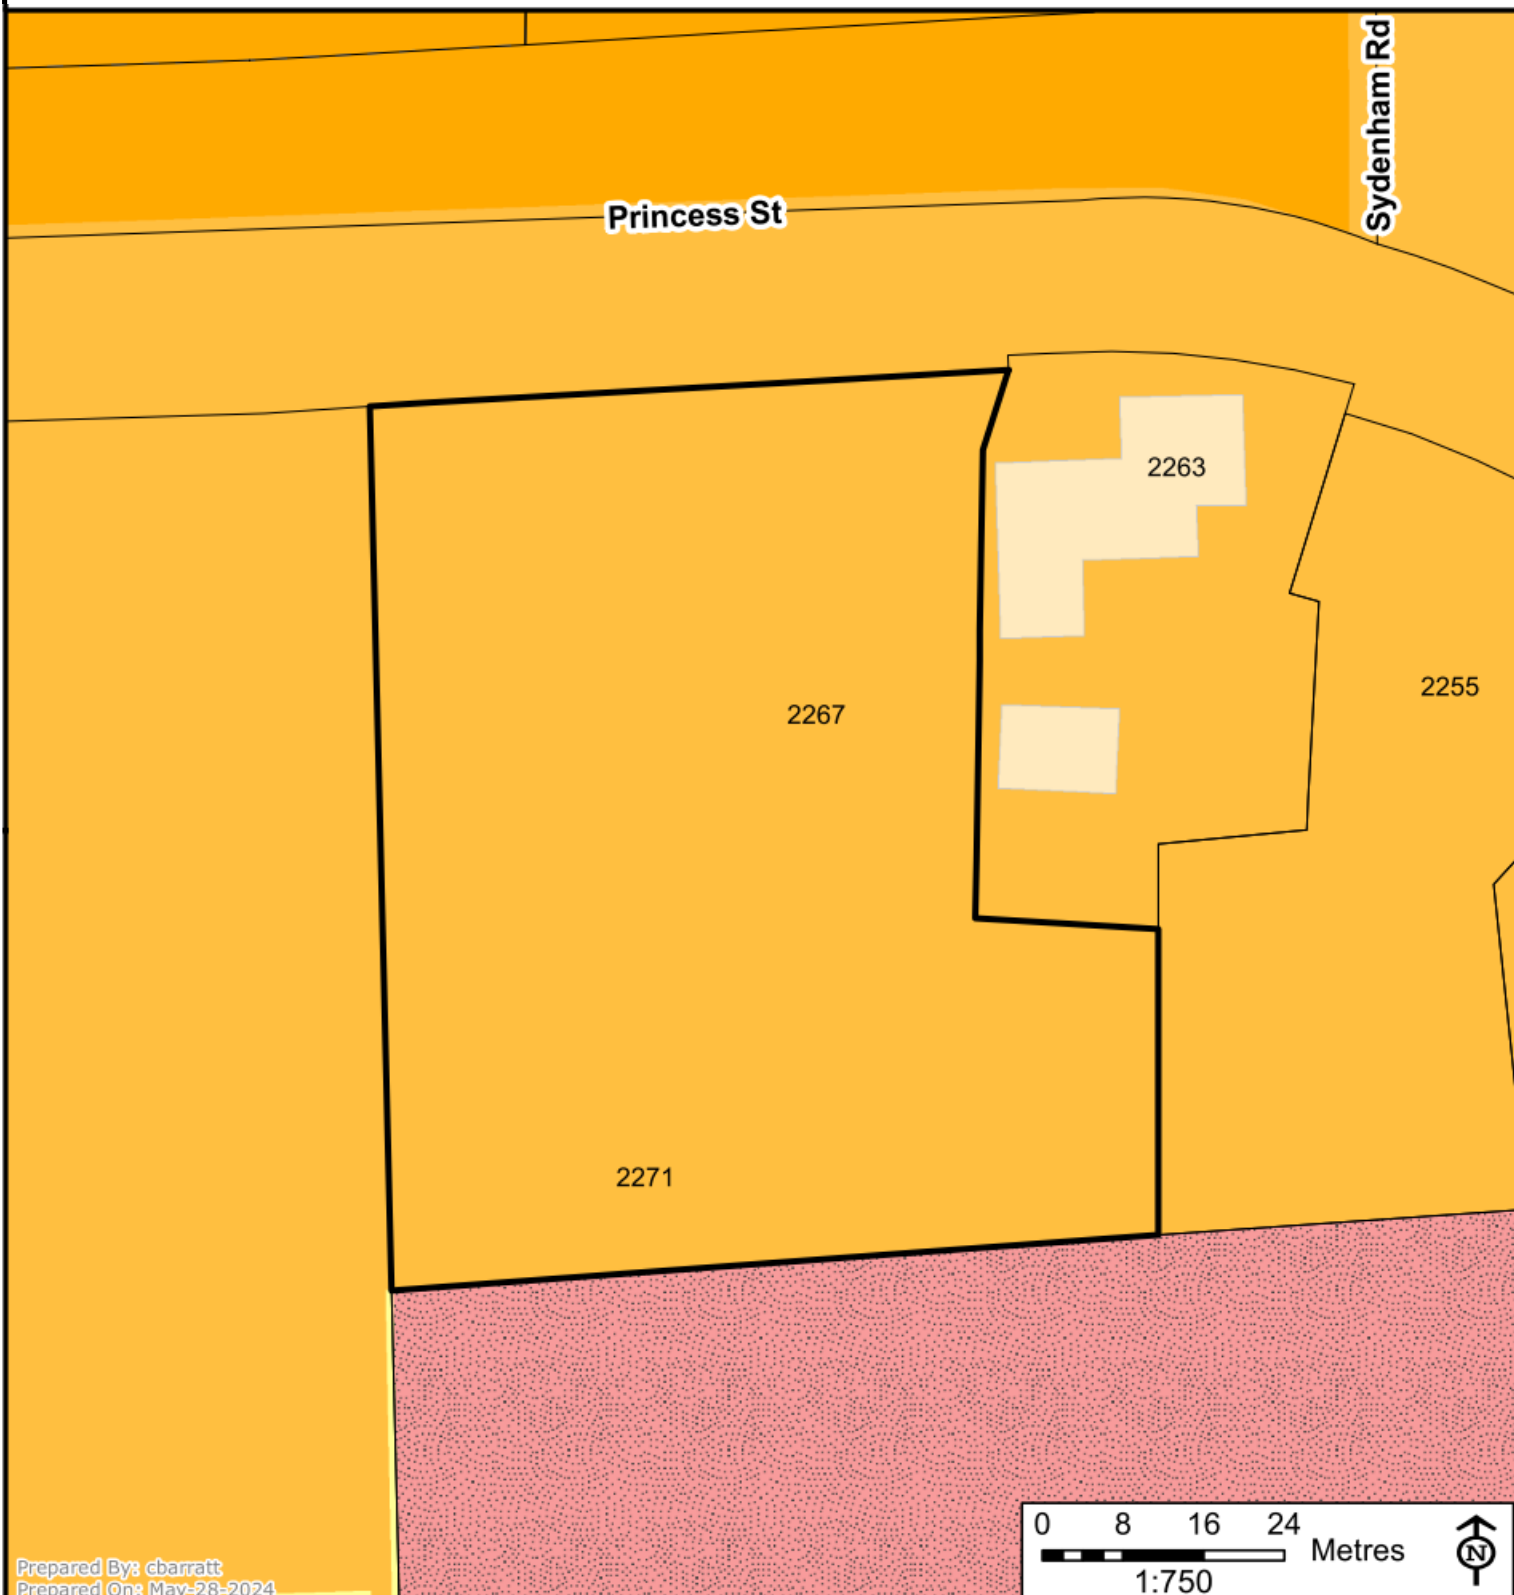 Sydenham Rd
Princess St
2263
2255
2267
2271
0 8 16 24
Metres
1:750
N
Prepared By: cbarratt
Prepared On: May-28-2024